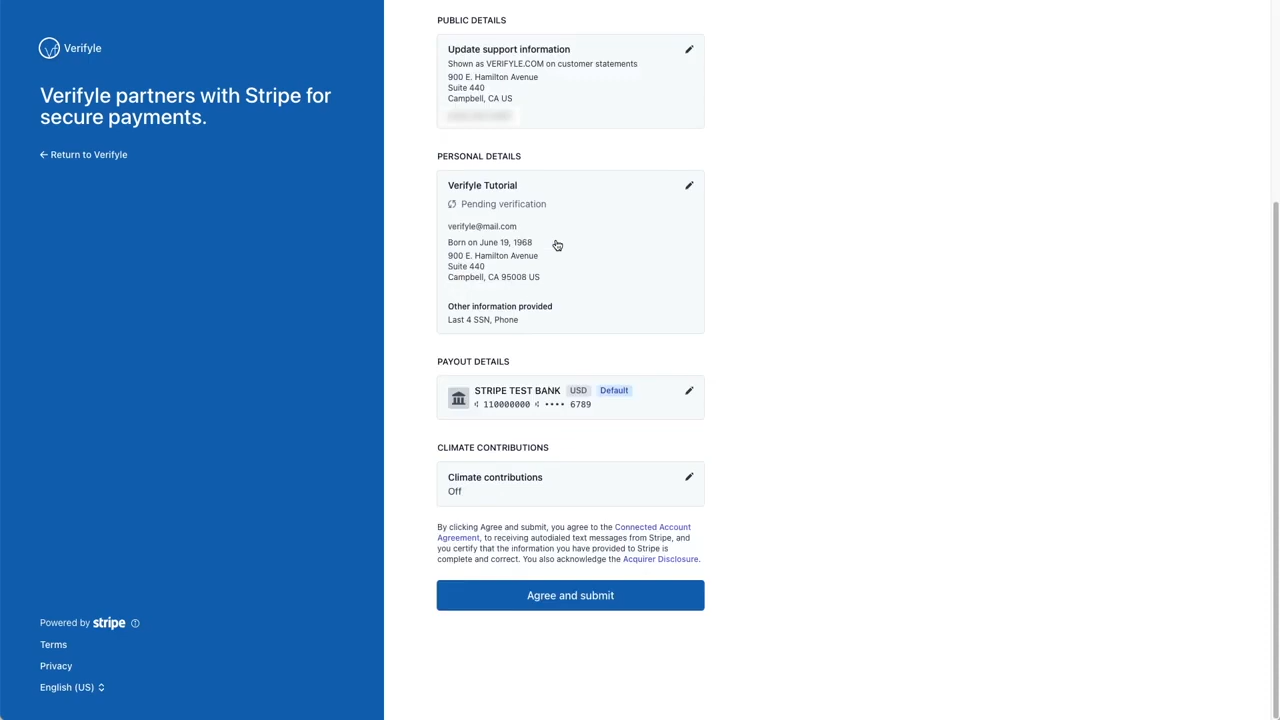 Verifyle
Verifyle partners with Stripe for
secure payments.
← Return to Verifyle
Powered by stripe
Terms
Privacy
English (US)
PUBLIC DETAILS
Update support information
Shown as VERIFYLE.COM on customer statements
900 E. Hamilton Avenue
Suite 440
Campbell, CA US
PERSONAL DETAILS
Verifyle Tutorial
Pending verification
verifyle@mail.com
Born on June 19, 1968
900 E. Hamilton Avenue
Suite 440
Campbell, CA 95008 US
Other information provided
Last 4 SSN, Phone
PAYOUT DETAILS
STRIPE TEST BANK USD Default
⑆ 110000000 ⑆ •••• 6789
CLIMATE CONTRIBUTIONS
Climate contributions
Off
By clicking Agree and submit, you agree to the Connected Account
Agreement, to receiving autodialed text messages from Stripe, and
you certify that the information you have provided to Stripe is
complete and correct. You also acknowledge the Acquirer Disclosure.
Agree and submit